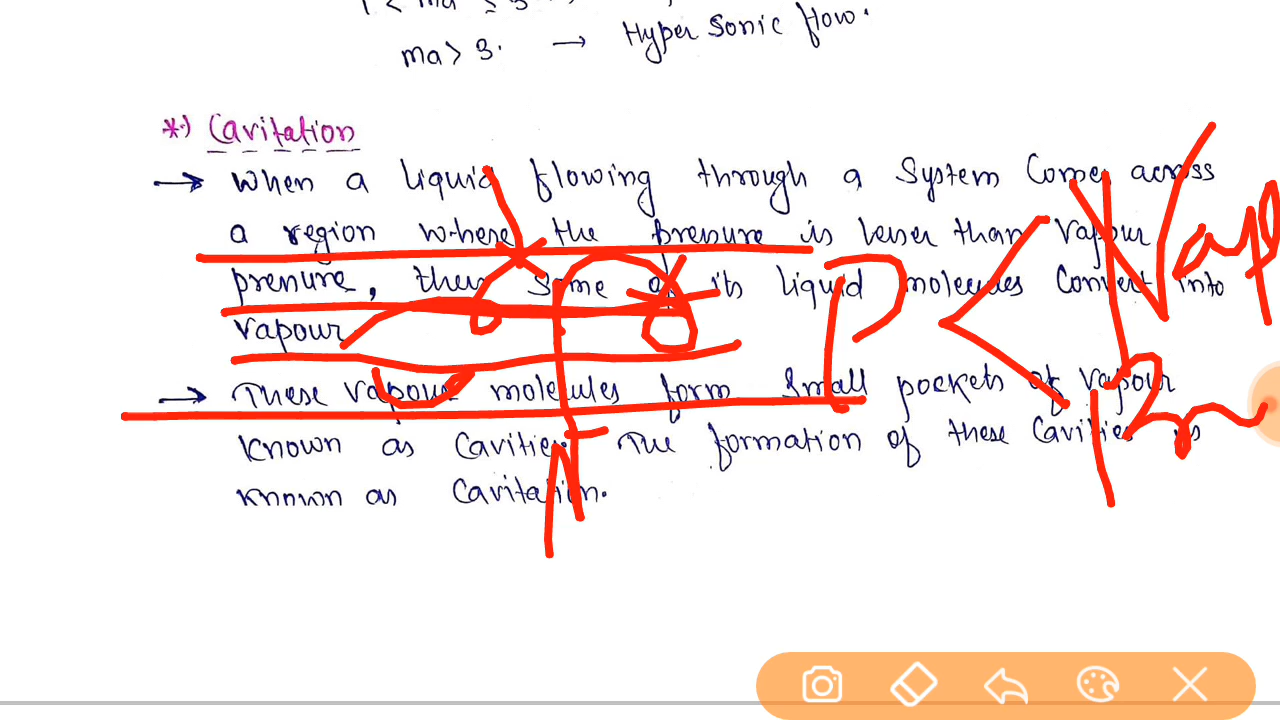 ma > 3. → Hyper Sonic flow.
*) Cavitation
→ When a liquid flowing through a System Comes across
a region where the pressure is lesser than Vapour
pressure, then some of its liquid molecules Convert into
vapour
→ These vapour molecules form Small pockets of Vapour
known as Cavities. The formation of these Cavities is
known as Cavitation.
P < Vap